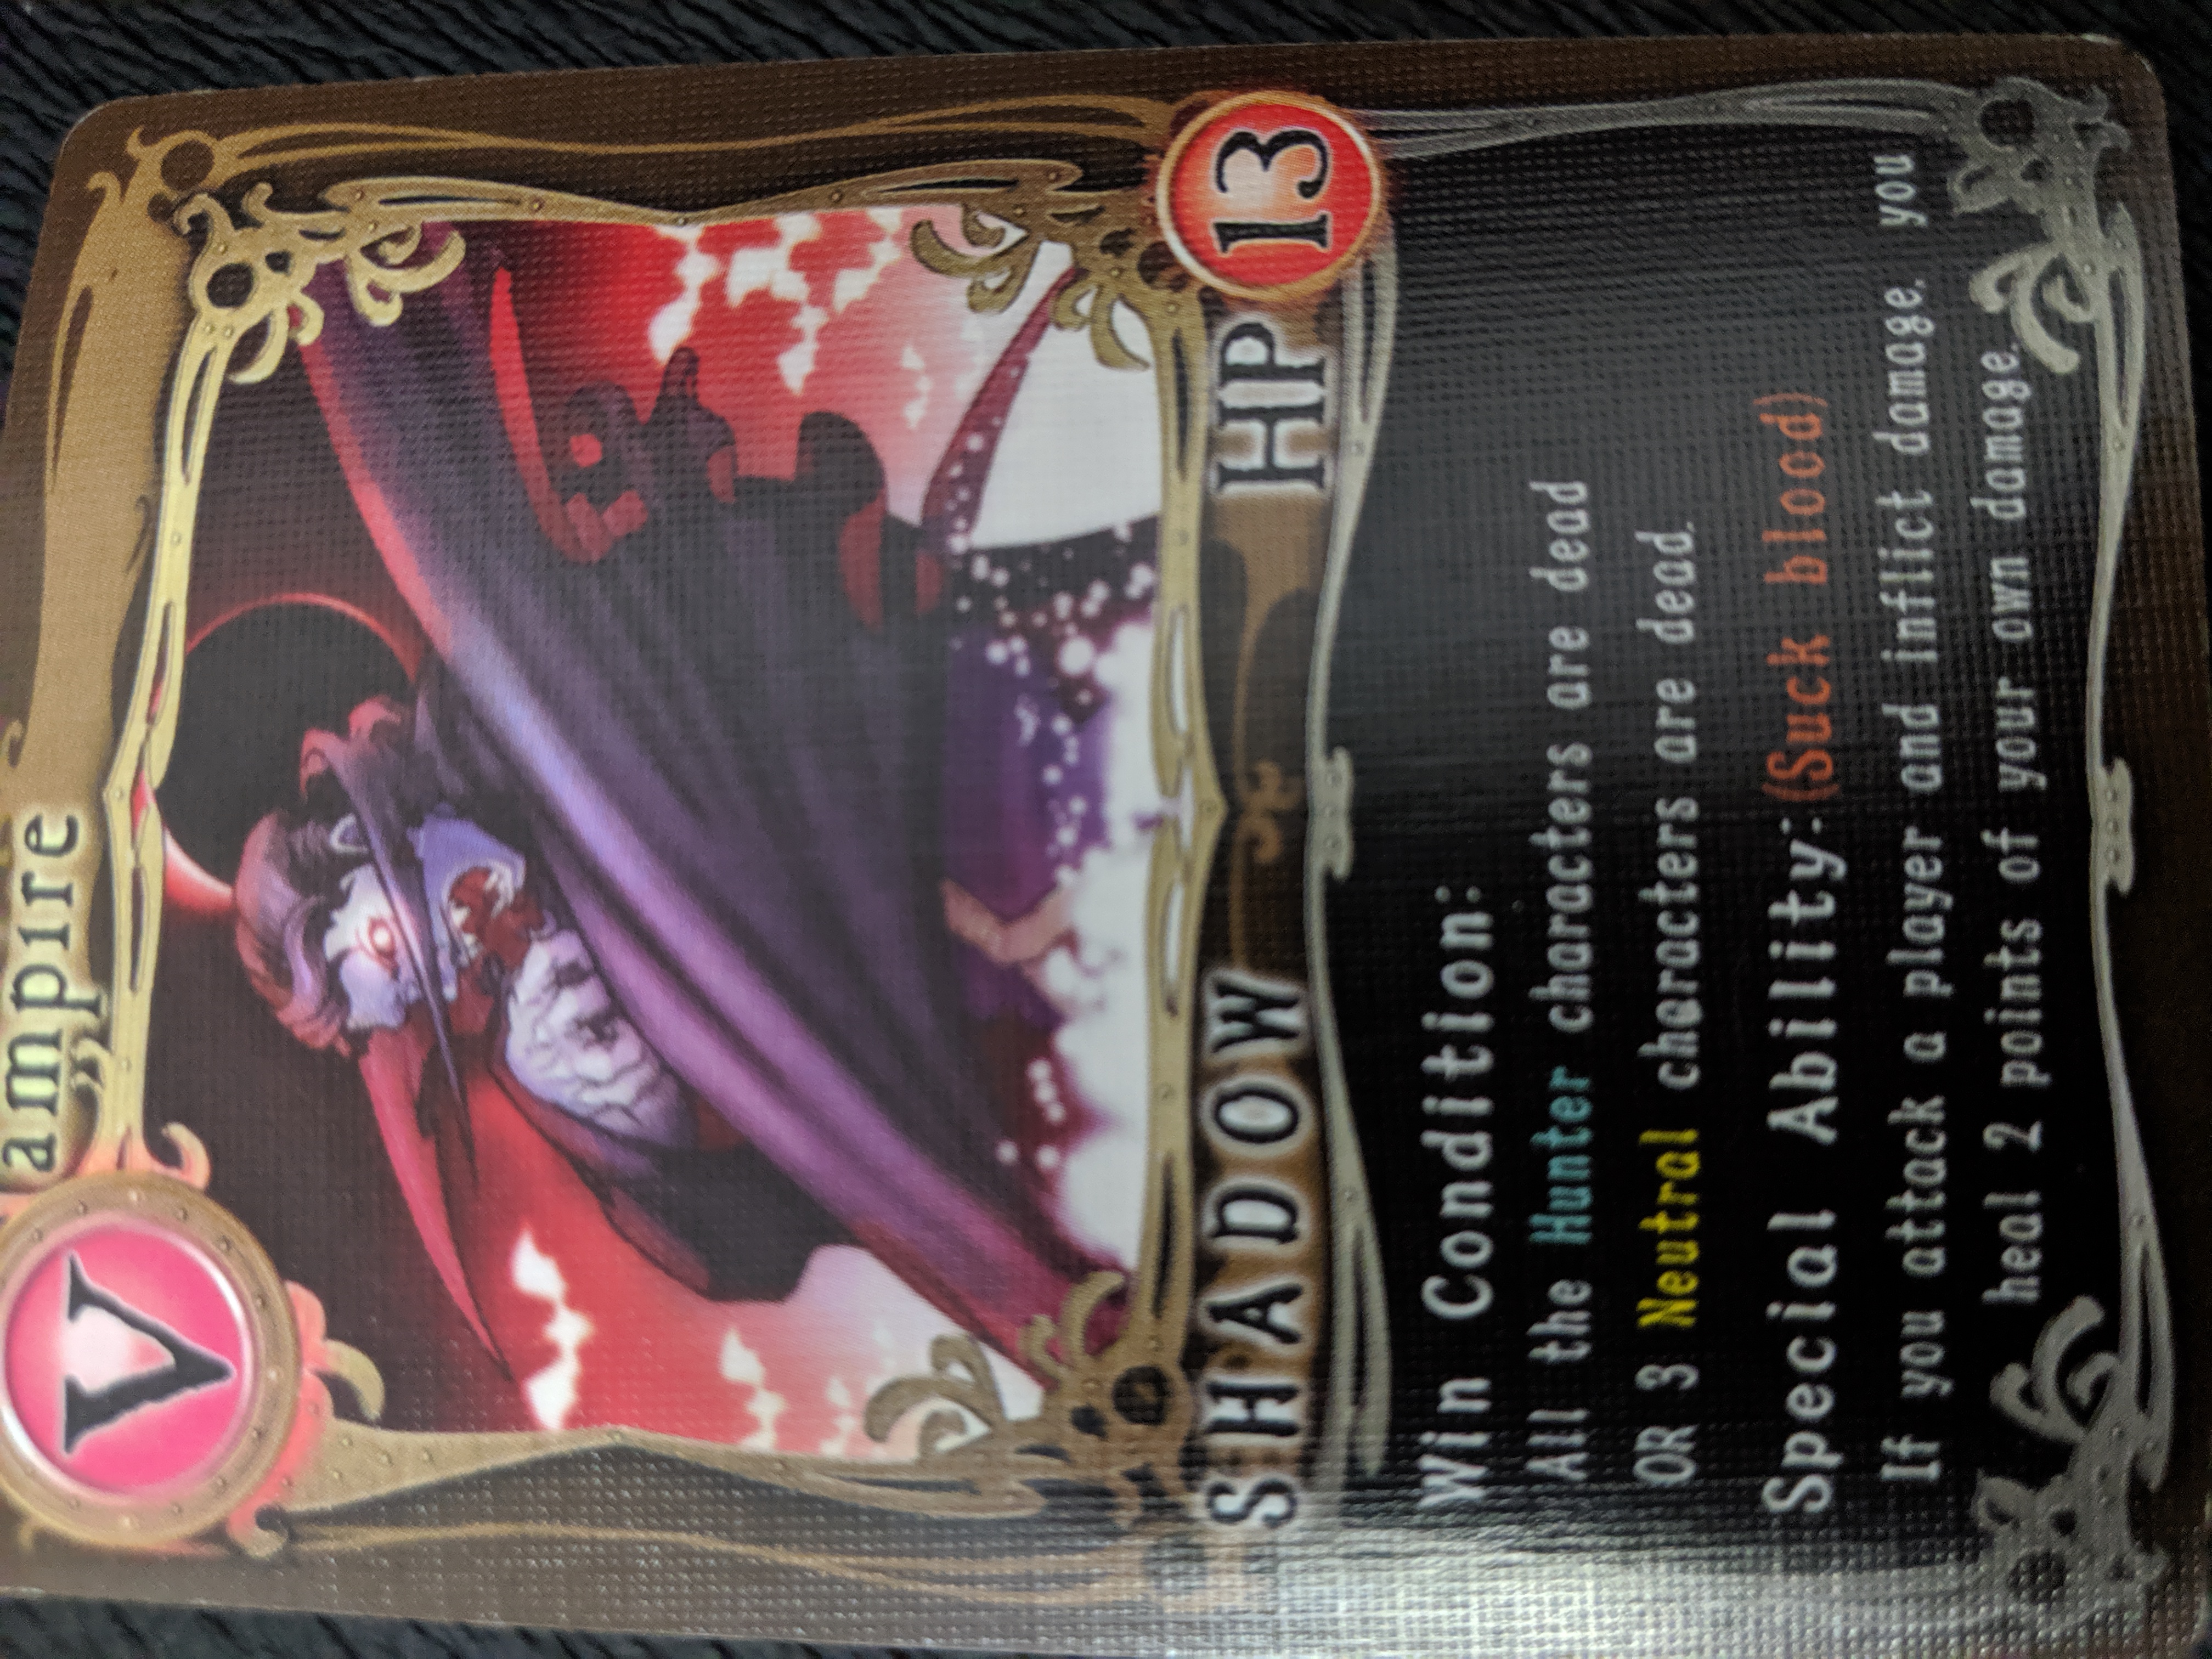 Vampire
SHADOW HP 13
Win Condition:
All the Hunter characters are dead
OR 3 Neutral characters are dead.
Special Ability: (Suck blood)
If you attack a player and inflict damage, you
heal 2 points of your own damage.